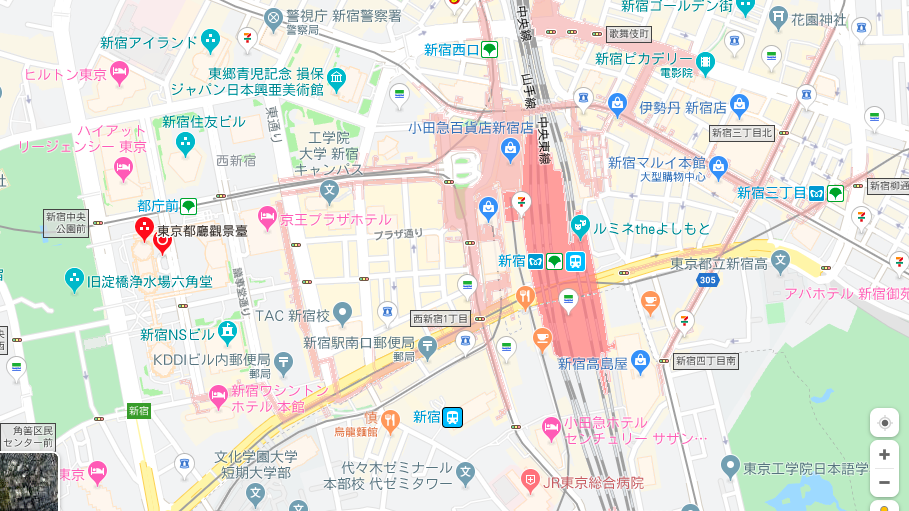 警視庁 新宿警察署
警察局
中央線
新宿ゴールデン街
花園神社
歌舞伎町
新宿アイランド
新宿西口
新宿ピカデリー
電影院
ヒルトン東京
東郷青児記念 損保
ジャパン日本興亜美術館
山手線
伊勢丹 新宿店
東通り
新宿住友ビル
ハイアット
リージェンシー 東京
工学院
大学 新宿
キャンパス
小田急百貨店新宿店
中央東線
新宿三丁目北
西新宿
新宿マルイ本館
大型購物中心
新宿三丁目
新宿柳通
都庁前
新宿中央
公園前
京王プラザホテル
東京都廳觀景臺
プラザ通り
ルミネtheよしもと
新宿
東京都立新宿高
305
旧淀橋浄水場六角堂
アパホテル 新宿御苑
TAC 新宿校
西新宿1丁目
新宿NSビル
新宿駅南口郵便局
郵局
KDDIビル内郵便局
郵局
新宿高島屋
新宿四丁目南
新宿ワシントン
ホテル 本館
新宿
新宿
慎
烏龍麵館
小田急ホテル
センチュリー サザン…
角筈区民
センター前
文化学園大学
短期大学部
代々木ゼミナール
本部校 代ゼミタワー
東京
JR東京総合病院
東京工学院日本語学